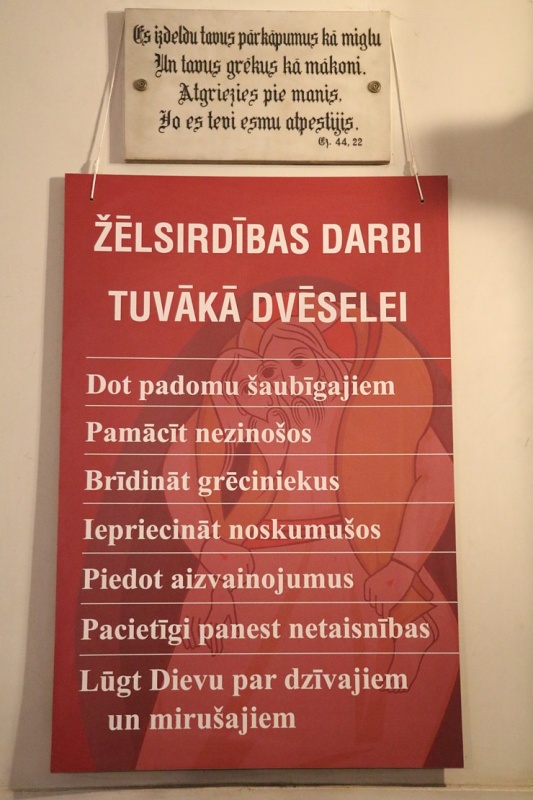 Es izdeldu tavus pārkāpumus kā miglu
Un tavus grēkus kā mākoni.
Atgriezies pie manis,
Jo es tevi esmu atpestījis.
Ez. 44, 22
ŽĒLSIRDĪBAS DARBI
TUVĀKĀ DVĒSELEI
Dot padomu šaubīgajiem
Pamācīt nezinošos
Brīdināt grēciniekus
Iepriecināt noskumušos
Piedot aizvainojumus
Pacietīgi panest netaisnības
Lūgt Dievu par dzīvajiem
un mirušajiem